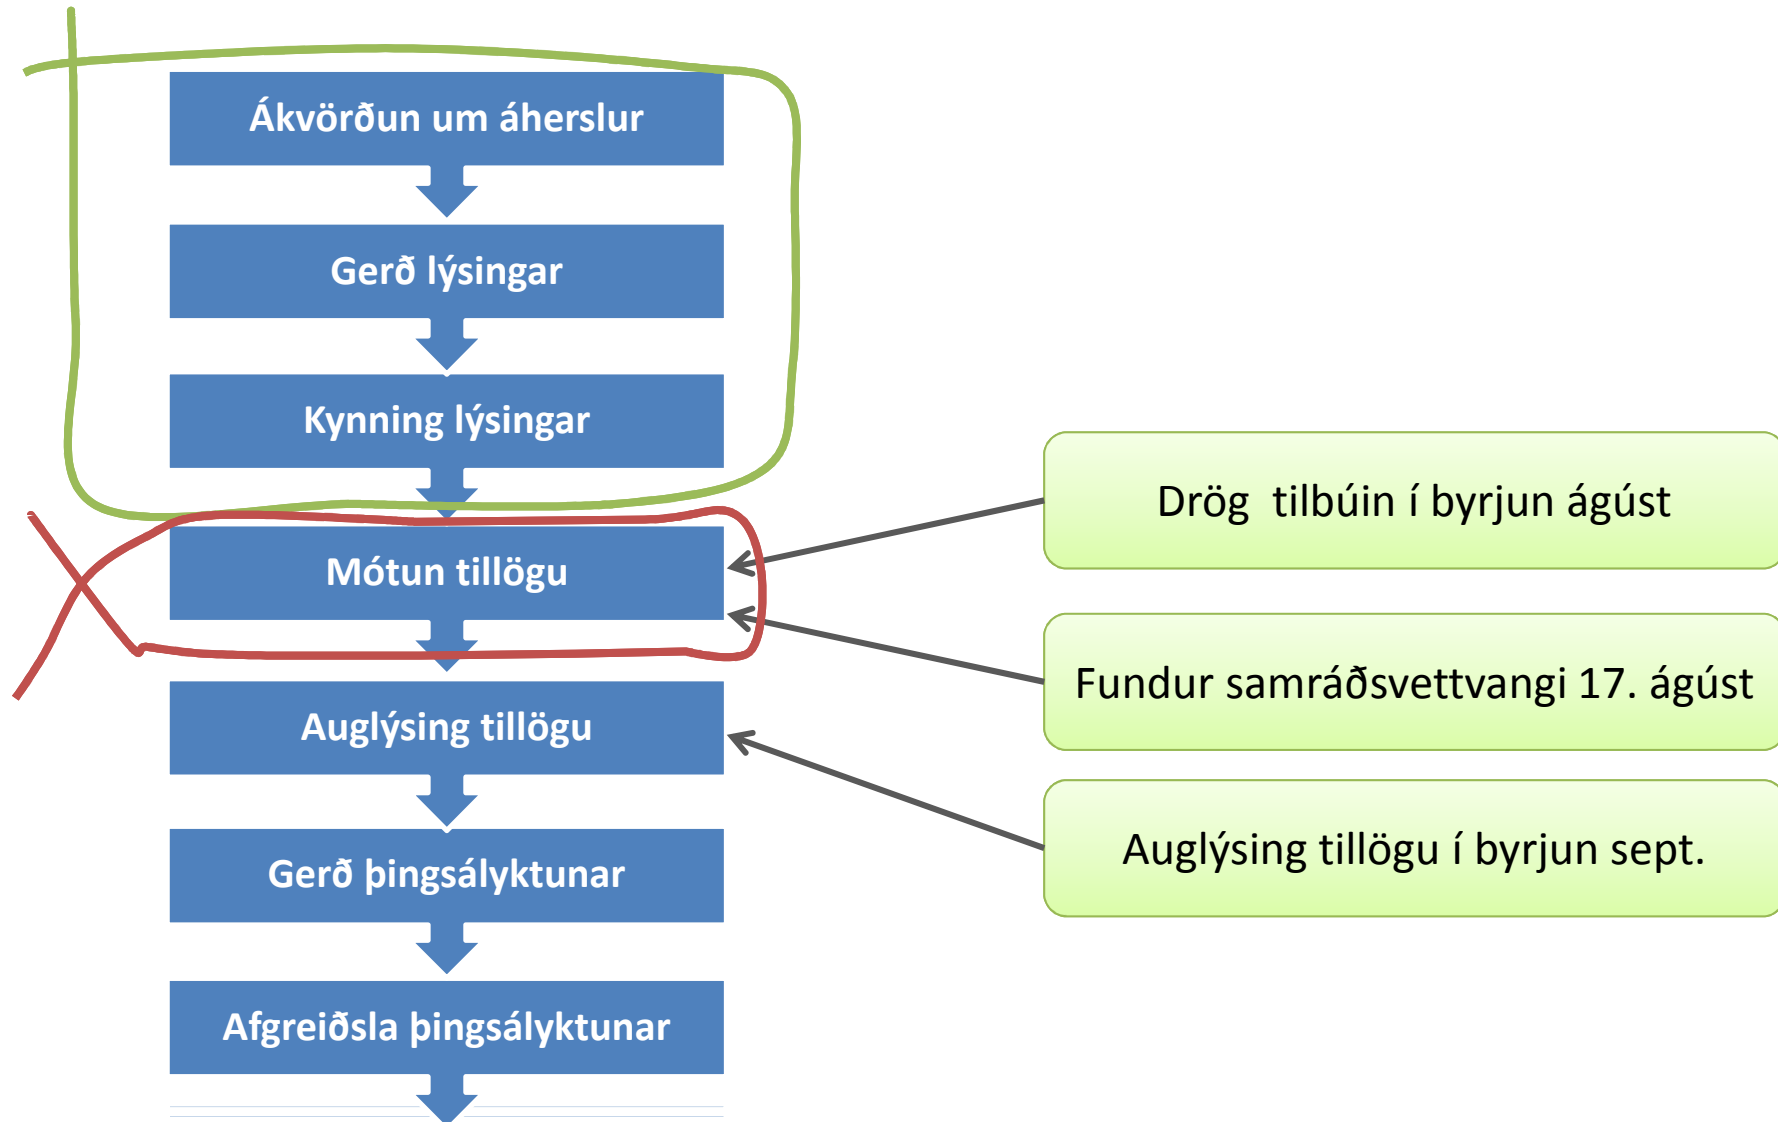 Ákvörðun um áherslur
Gerð lýsingar
Kynning lýsingar
Mótun tillögu
Auglýsing tillögu
Gerð þingsályktunar
Afgreiðsla þingsályktunar
Drög tilbúin í byrjun ágúst
Fundur samráðsvettvangi 17. ágúst
Auglýsing tillögu í byrjun sept.